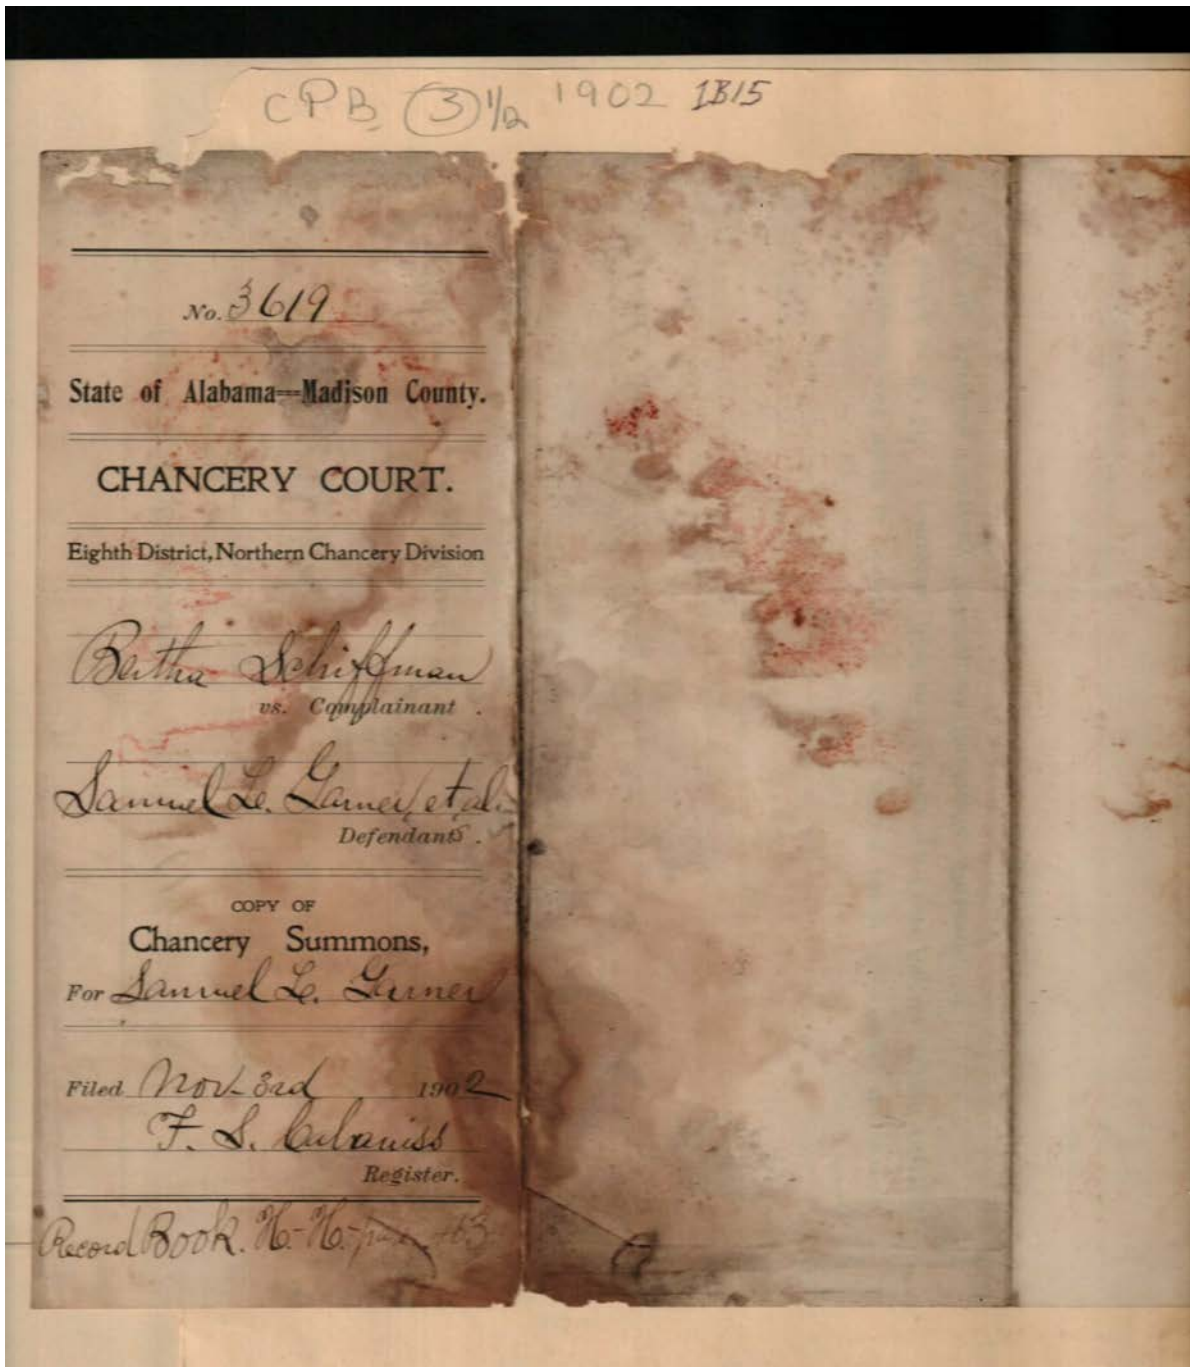 CPB (3) 1/2 1902 1B15
No. 3619
State of Alabama—Madison County.
CHANCERY COURT.
Eighth District, Northern Chancery Division
Bertha Schiffman
vs. Complainant .
Samuel Le. Garner, et al.
Defendants .
COPY OF
Chancery Summons,
For Samuel Le. Garner
Filed Nov. 3rd 1902
F. S. Cabaniss
Register.
Record Book. H.-H.